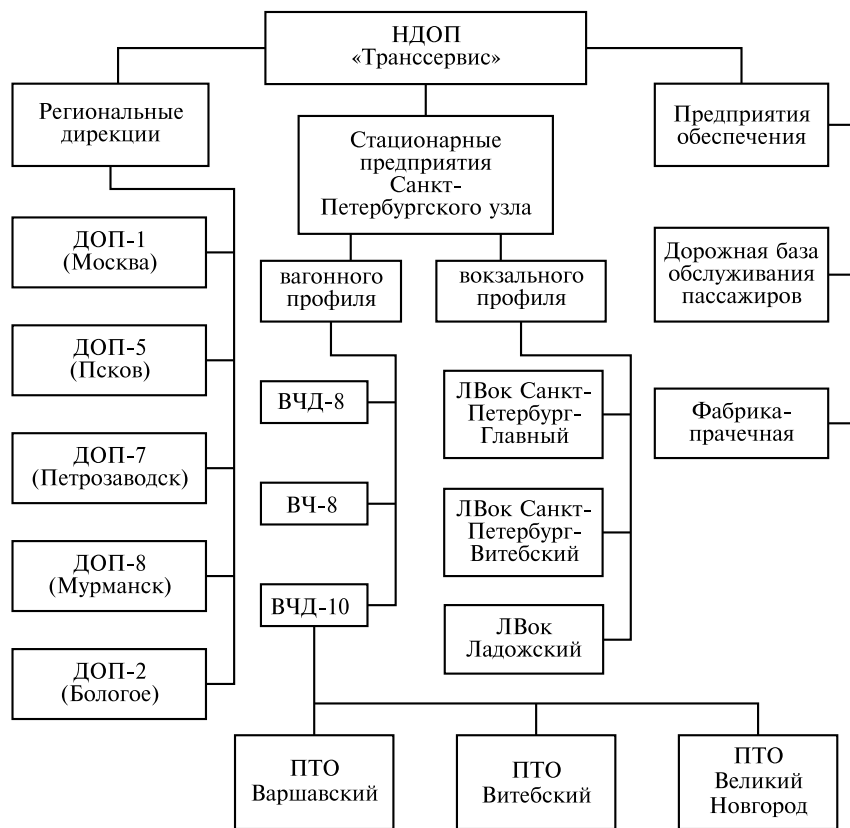 НДОП
«Транссервис»
Региональные
дирекции
Стационарные
предприятия
Санкт-
Петербургского узла
Предприятия
обеспечения
ДОП-1
(Москва)
ДОП-5
(Псков)
ДОП-7
(Петрозаводск)
ДОП-8
(Мурманск)
ДОП-2
(Бологое)
вагонного
профиля
ВЧД-8
ВЧ-8
ВЧД-10
вокзального
профиля
ЛВок Санкт-
Петербург-
Главный
ЛВок Санкт-
Петербург-
Витебский
ЛВок
Ладожский
Дорожная база
обслуживания
пассажиров
Фабрика-
прачечная
ПТО
Варшавский
ПТО
Витебский
ПТО
Великий
Новгород